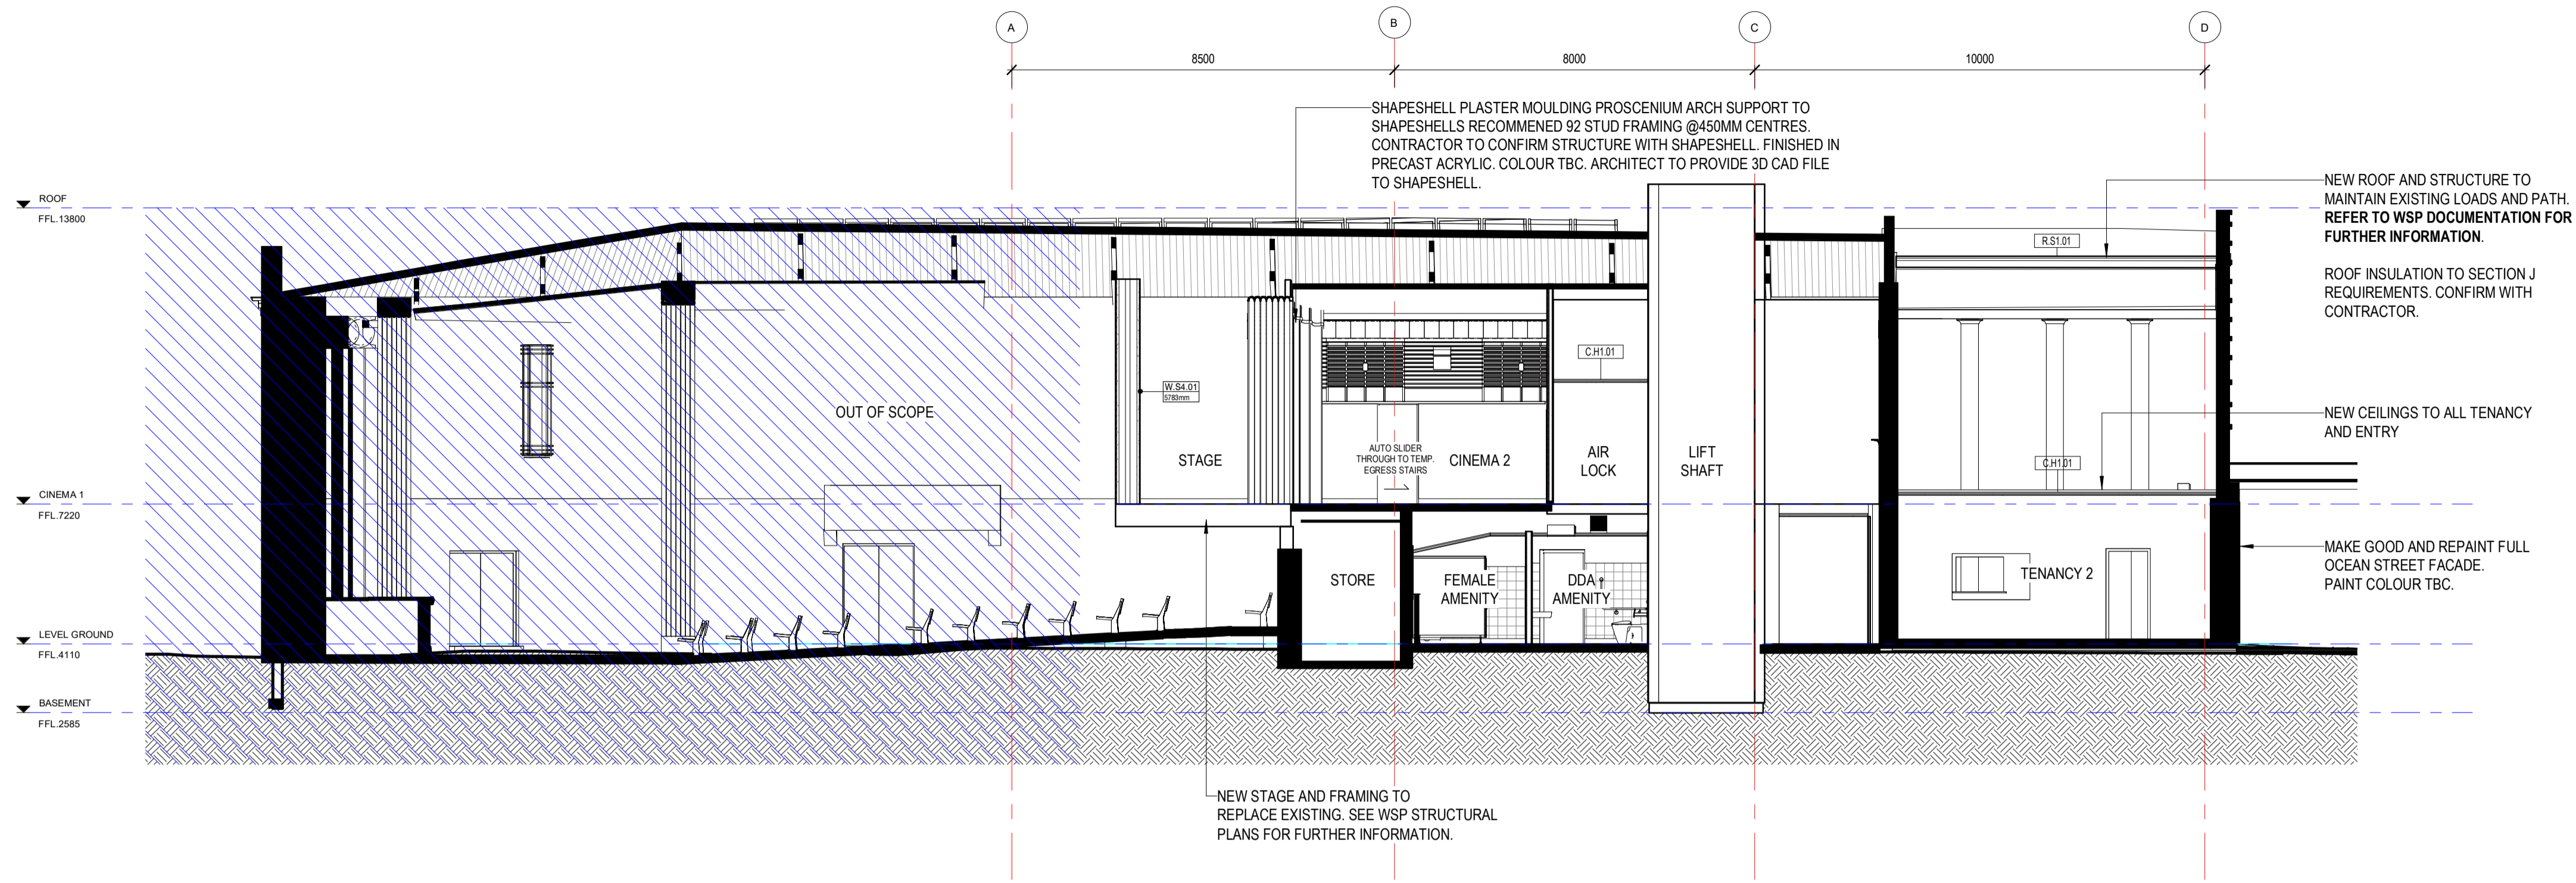 A
B
C
D
8500
8000
10000
SHAPESHELL PLASTER MOULDING PROSCENIUM ARCH SUPPORT TO
SHAPESHELLS RECOMMENED 92 STUD FRAMING @450MM CENTRES.
CONTRACTOR TO CONFIRM STRUCTURE WITH SHAPESHELL. FINISHED IN
PRECAST ACRYLIC. COLOUR TBC. ARCHITECT TO PROVIDE 3D CAD FILE
TO SHAPESHELL.
NEW ROOF AND STRUCTURE TO
MAINTAIN EXISTING LOADS AND PATH.
REFER TO WSP DOCUMENTATION FOR
FURTHER INFORMATION.
ROOF INSULATION TO SECTION J
REQUIREMENTS. CONFIRM WITH
CONTRACTOR.
ROOF
FFL.13800
R.S1.01
C.H1.01
W.S4.01
5783mm
OUT OF SCOPE
STAGE
AUTO SLIDER
THROUGH TO TEMP.
EGRESS STAIRS
CINEMA 2
AIR
LOCK
LIFT
SHAFT
C.H1.01
NEW CEILINGS TO ALL TENANCY
AND ENTRY
CINEMA 1
FFL.7220
STORE
FEMALE
AMENITY
DDA
AMENITY
TENANCY 2
MAKE GOOD AND REPAINT FULL
OCEAN STREET FACADE.
PAINT COLOUR TBC.
LEVEL GROUND
FFL.4110
BASEMENT
FFL.2585
NEW STAGE AND FRAMING TO
REPLACE EXISTING. SEE WSP STRUCTURAL
PLANS FOR FURTHER INFORMATION.